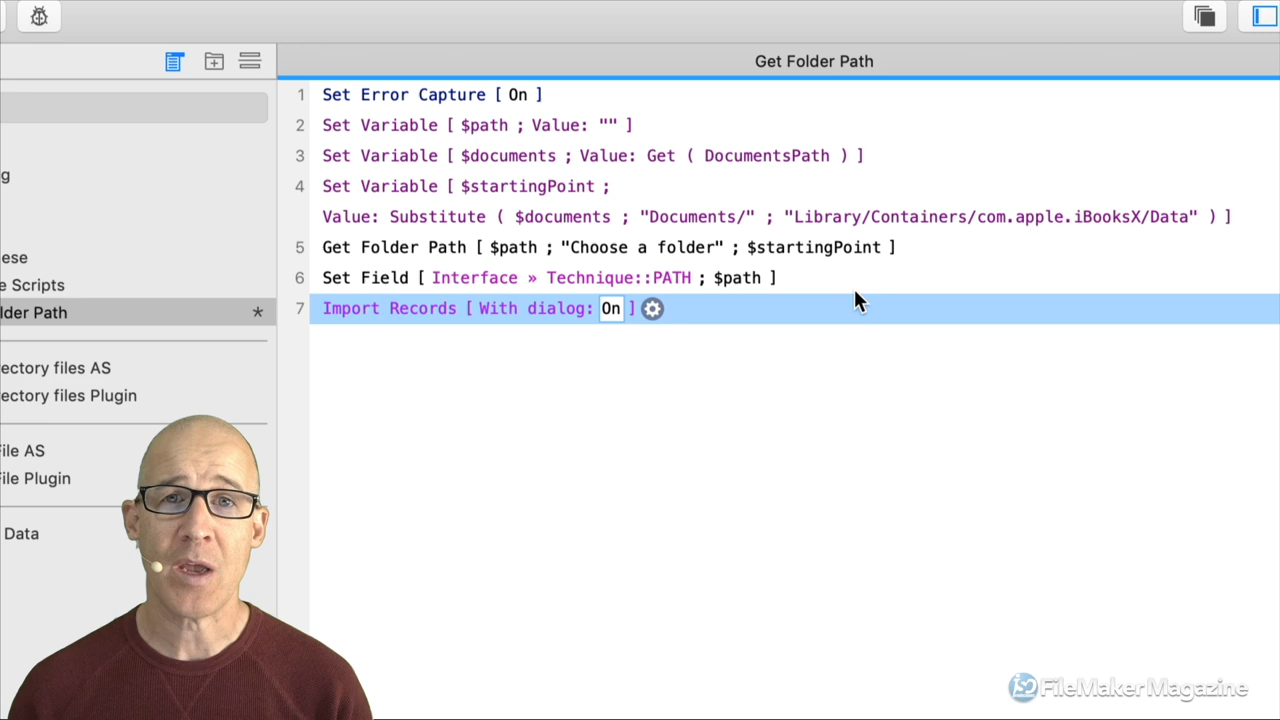 Get Folder Path
1 Set Error Capture [ On ]
2 Set Variable [ $path ; Value: "" ]
3 Set Variable [ $documents ; Value: Get ( DocumentsPath ) ]
4 Set Variable [ $startingPoint ;
Value: Substitute ( $documents ; "Documents/" ; "Library/Containers/com.apple.iBooksX/Data" ) ]
5 Get Folder Path [ $path ; "Choose a folder" ; $startingPoint ]
6 Set Field [ Interface » Technique::PATH ; $path ]
7 Import Records [ With dialog: On ]
g
ese
e Scripts
lder Path *
ectory files AS
ectory files Plugin
File AS
File Plugin
Data
FileMaker Magazine